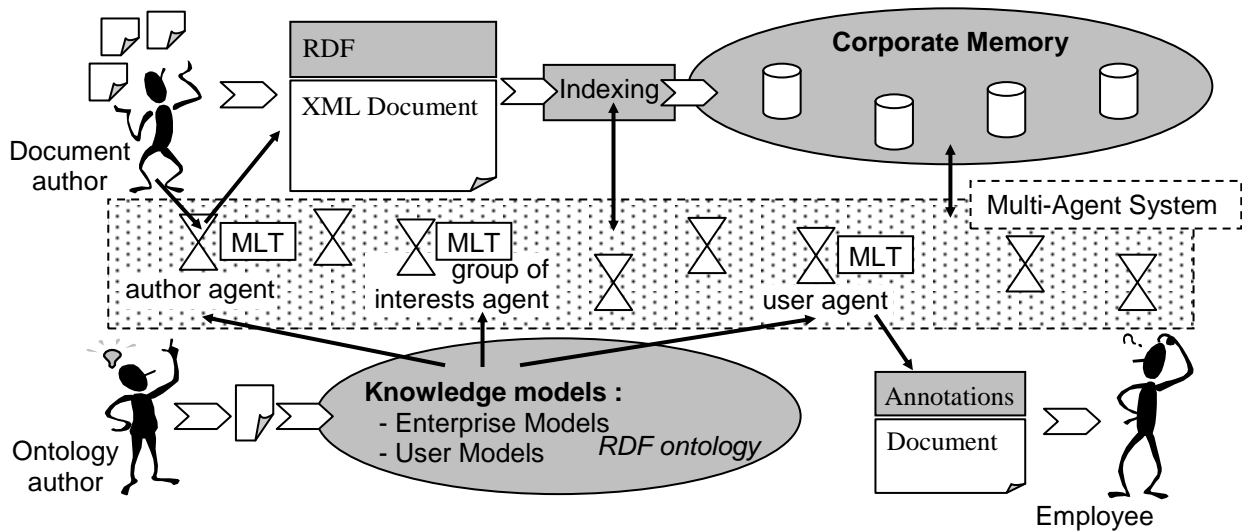 RDF
XML Document
Indexing
Corporate Memory
Document
author
Multi-Agent System
MLT
MLT
MLT
author agent
group of
interests agent
user agent
Knowledge models :
- Enterprise Models
- User Models
RDF ontology
Ontology
author
Annotations
Document
?
Employee